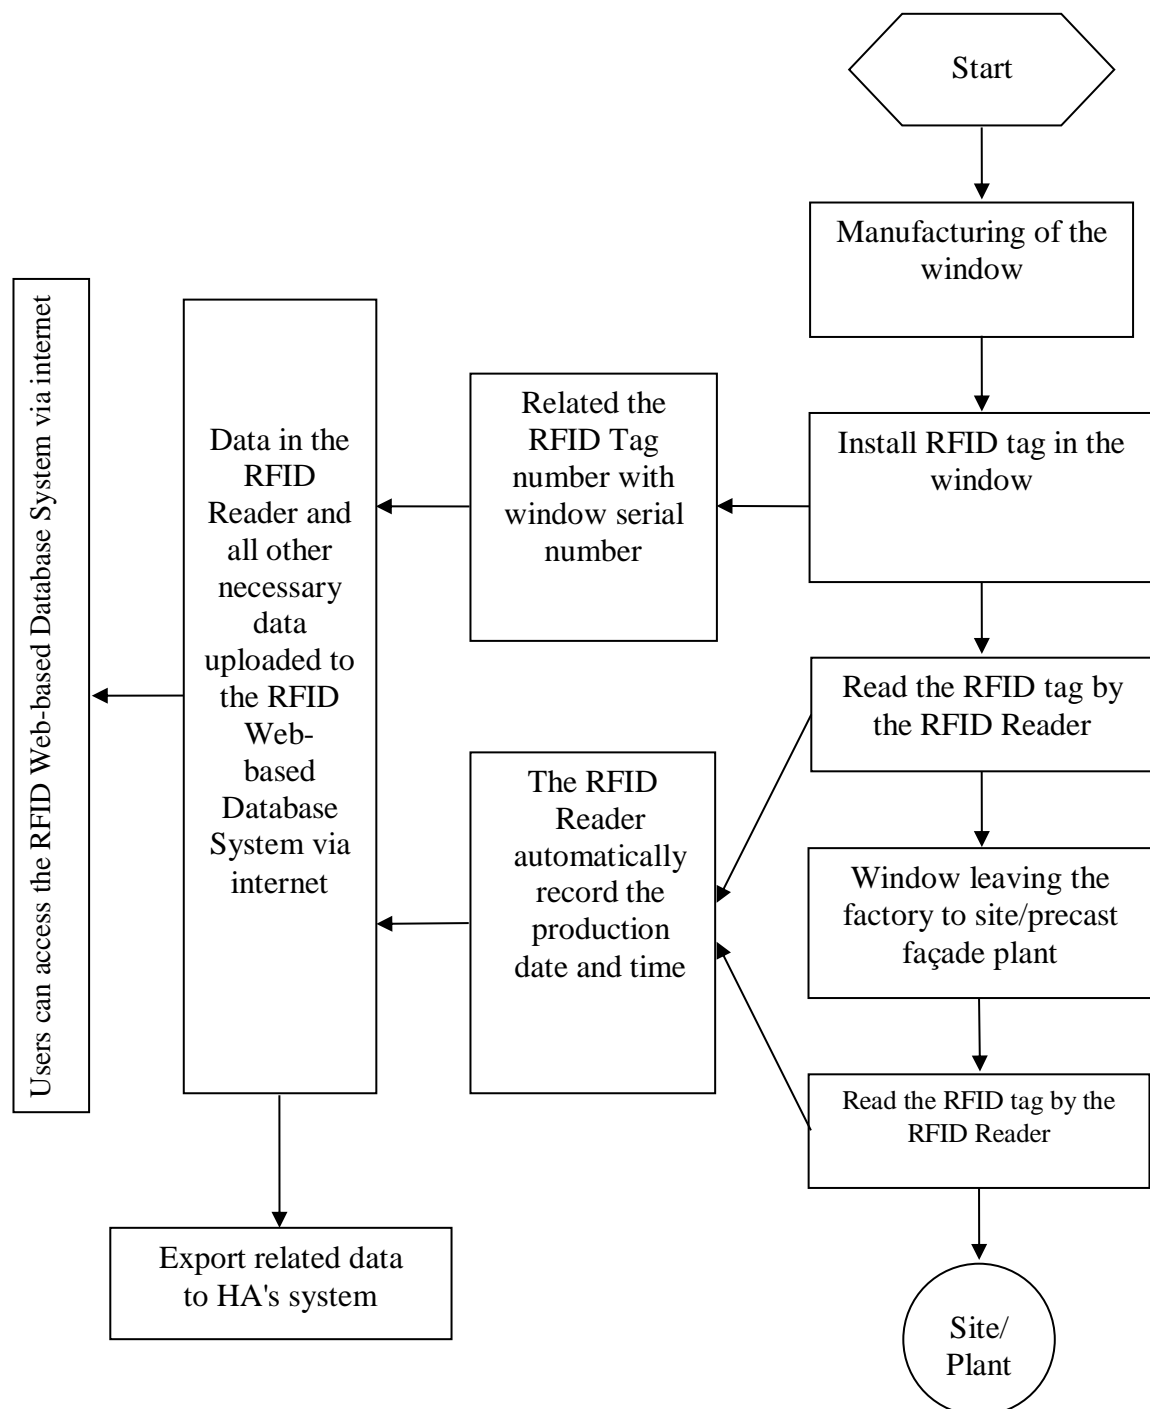 Start
Manufacturing of the
window
Install RFID tag in the
window
Related the
RFID Tag
number with
window serial
number
Data in the
RFID
Reader and
all other
necessary
data
uploaded to
the RFID
Web-
based
Database
System via
internet
Users can access the RFID Web-based Database System via internet
Read the RFID tag by
the RFID Reader
The RFID
Reader
automatically
record the
production
date and time
Window leaving the
factory to site/precast
façade plant
Read the RFID tag by the
RFID Reader
Export related data
to HA's system
Site/
Plant